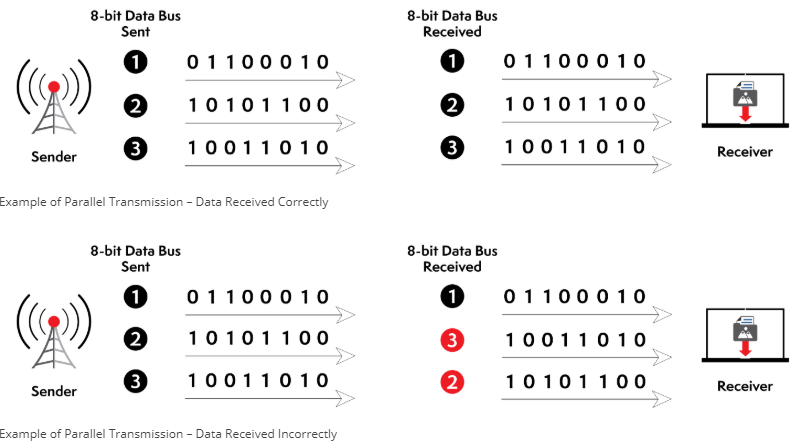 8-bit Data Bus Sent
8-bit Data Bus Received
1 0 1 1 0 0 0 1 0
1 0 1 1 0 0 0 1 0
2 1 0 1 0 1 1 0 0
2 1 0 1 0 1 1 0 0
3 1 0 0 1 1 0 1 0
3 1 0 0 1 1 0 1 0
Sender
Receiver
Example of Parallel Transmission – Data Received Correctly
8-bit Data Bus Sent
8-bit Data Bus Received
1 0 1 1 0 0 0 1 0
1 0 1 1 0 0 0 1 0
2 1 0 1 0 1 1 0 0
3 1 0 0 1 1 0 1 0
3 1 0 0 1 1 0 1 0
2 1 0 1 0 1 1 0 0
Sender
Receiver
Example of Parallel Transmission – Data Received Incorrectly